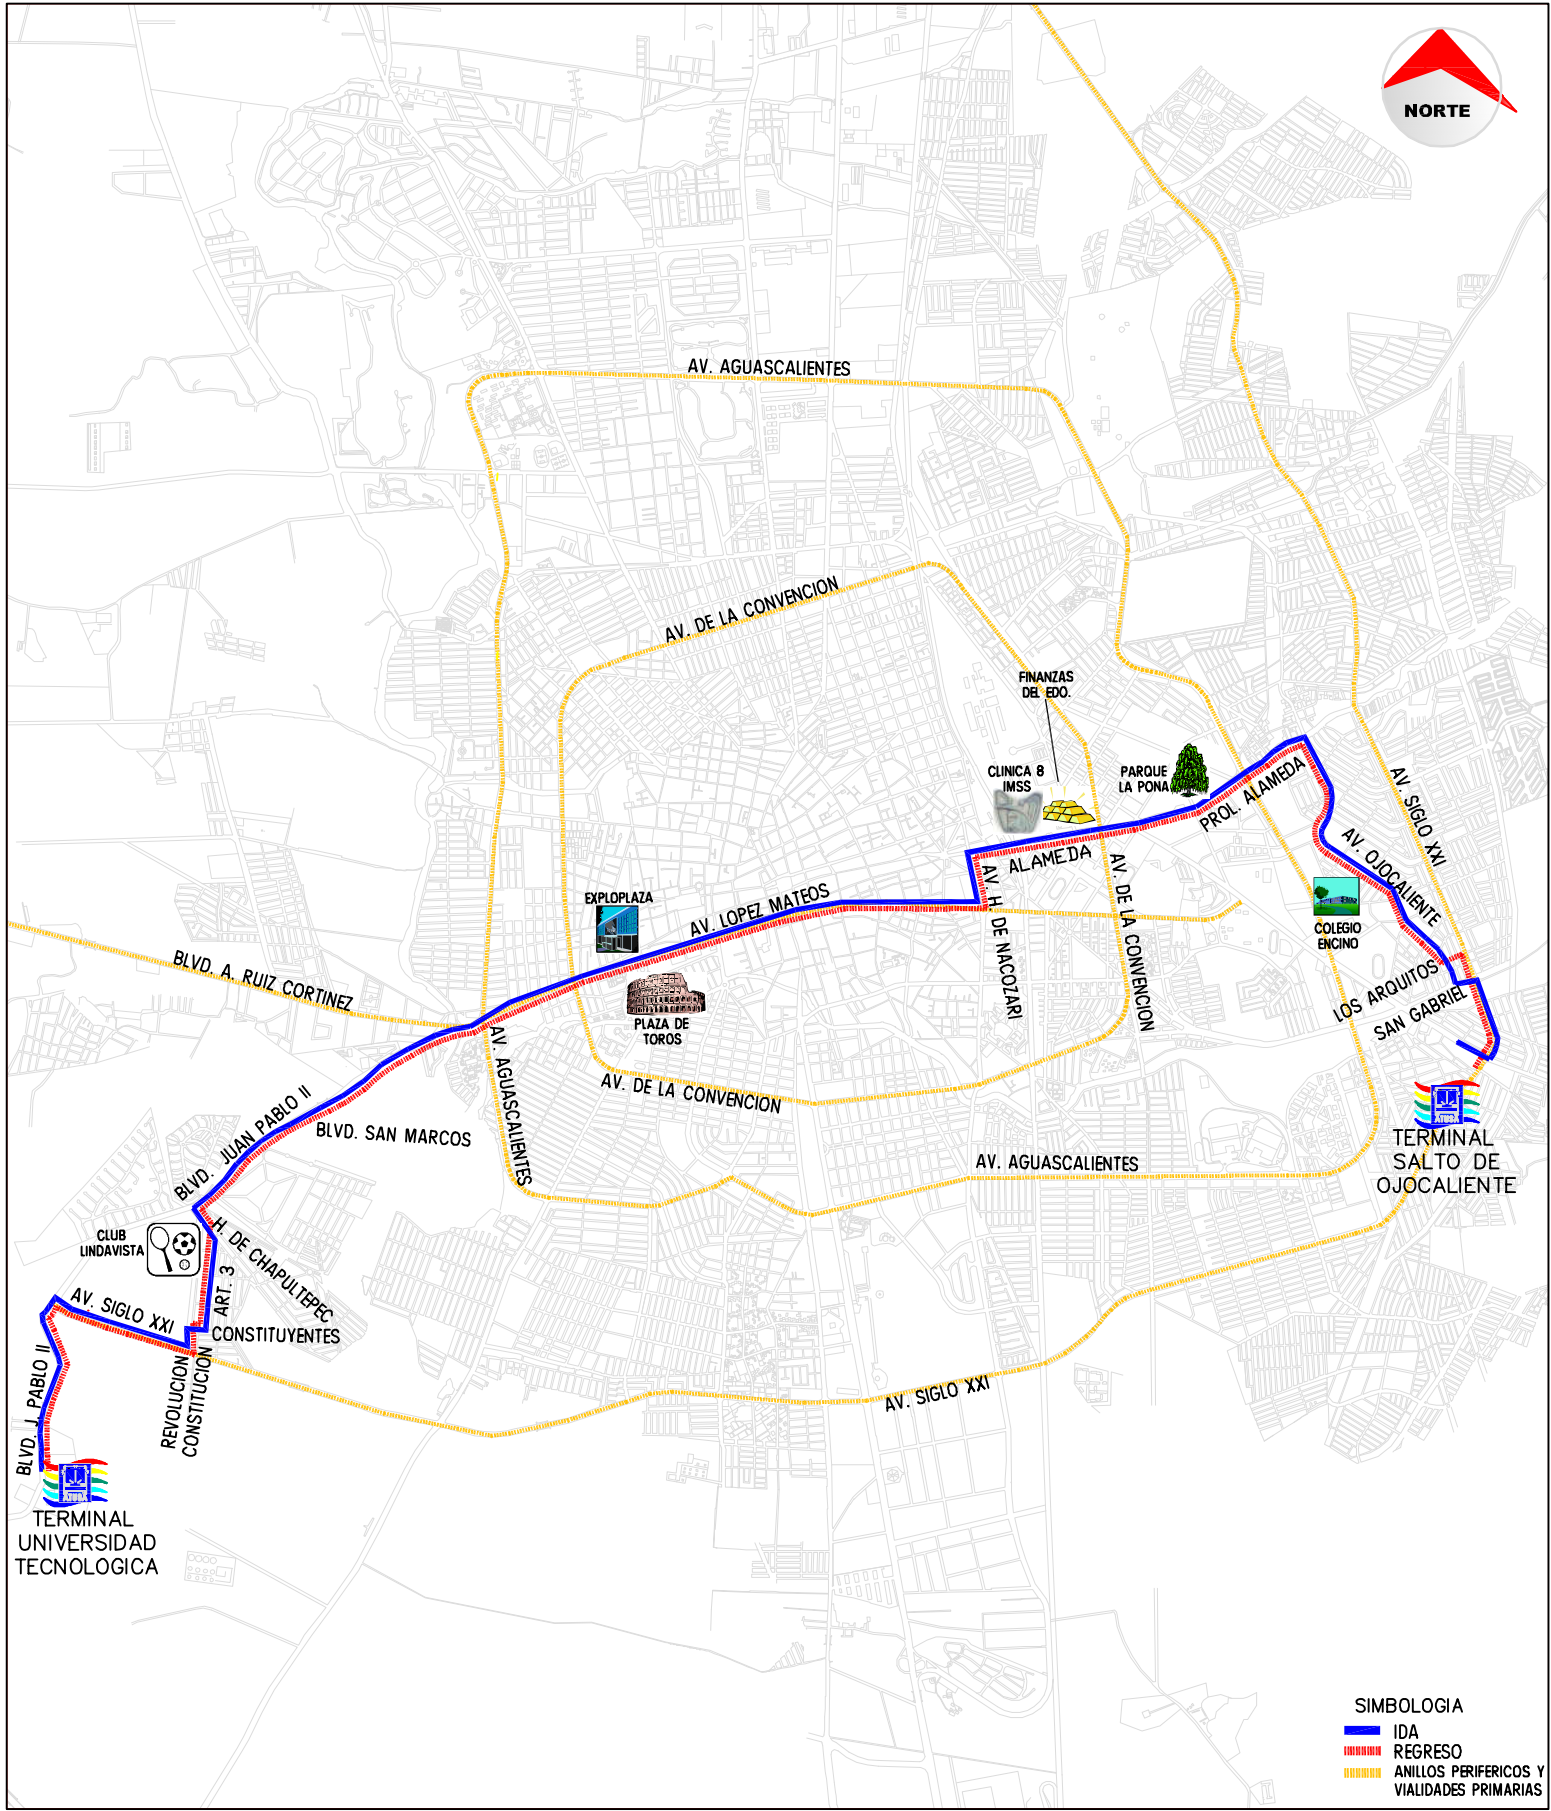 NORTE
AV. AGUASCALIENTES
AV. DE LA CONVENCION
FINANZAS
DEL EDO.
CLINICA 8
IMSS
PARQUE
LA PONA
PROL. ALAMEDA
AV. SIGLO XXI
ALAMEDA
AV. OJOCALIENTE
EXPLOPLAZA
AV. LOPEZ MATEOS
AV. H. DE NACOZARI
AV. DE LA CONVENCION
COLEGIO
ENCINO
BLVD. A. RUIZ CORTINEZ
LOS ARQUITOS
SAN GABRIEL
PLAZA DE
TOROS
AV. AGUASCALIENTES
AV. DE LA CONVENCION
BLVD. JUAN PABLO II
BLVD. SAN MARCOS
ATUSA
TERMINAL
SALTO DE
OJOCALIENTE
AV. AGUASCALIENTES
CLUB
LINDAVISTA
H. DE CHAPULTEPEC
ART. 3
AV. SIGLO XXI
CONSTITUYENTES
BLVD. J. PABLO II
REVOLUCION
CONSTITUCION
AV. SIGLO XXI
ATUSA
TERMINAL
UNIVERSIDAD
TECNOLOGICA
SIMBOLOGIA
IDA
REGRESO
ANILLOS PERIFERICOS Y
VIALIDADES PRIMARIAS